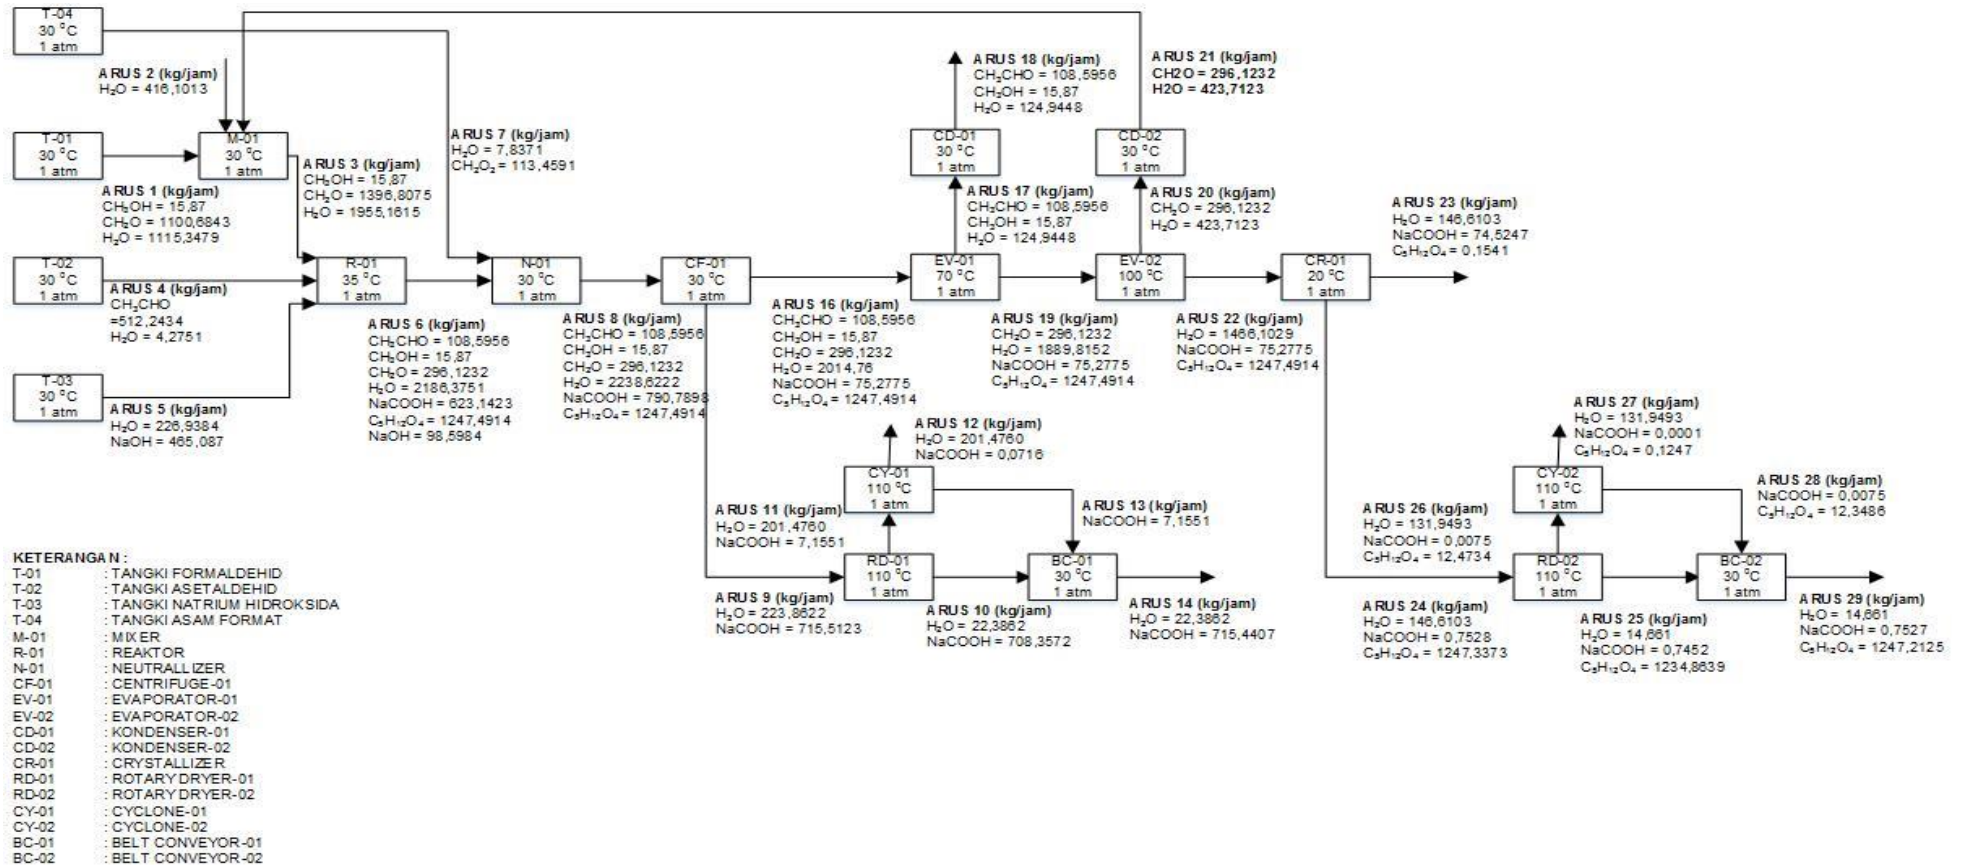 T-04
30 °C
1 atm
ARUS 2 (kg/jam)
H₂O = 416,1013
T-01
30 °C
1 atm
M-01
30 °C
1 atm
ARUS 1 (kg/jam)
CH₃OH = 15,87
CH₂O = 1100,6843
H₂O = 1115,3479
ARUS 3 (kg/jam)
CH₃OH = 15,87
CH₂O = 1396,8075
H₂O = 1955,1615
ARUS 7 (kg/jam)
H₂O = 7,8371
CH₂O₂ = 113,4591
T-02
30 °C
1 atm
ARUS 4 (kg/jam)
CH₃CHO
=512,2434
H₂O = 4,2751
R-01
35 °C
1 atm
T-03
30 °C
1 atm
ARUS 5 (kg/jam)
H₂O = 226,9384
NaOH = 465,087
ARUS 6 (kg/jam)
CH₃CHO = 108,5956
CH₃OH = 15,87
CH₂O = 296,1232
H₂O = 2186,3751
NaCOOH = 623,1423
C₅H₁₂O₄ = 1247,4914
NaOH = 98,5984
N-01
30 °C
1 atm
ARUS 8 (kg/jam)
CH₃CHO = 108,5956
CH₃OH = 15,87
CH₂O = 296,1232
H₂O = 2238,6222
NaCOOH = 790,7898
C₅H₁₂O₄ = 1247,4914
CF-01
30 °C
1 atm
ARUS 16 (kg/jam)
CH₃CHO = 108,5956
CH₃OH = 15,87
CH₂O = 296,1232
H₂O = 2014,76
NaCOOH = 75,2775
C₅H₁₂O₄ = 1247,4914
ARUS 18 (kg/jam)
CH₃CHO = 108,5956
CH₃OH = 15,87
H₂O = 124,9448
CD-01
30 °C
1 atm
ARUS 17 (kg/jam)
CH₃CHO = 108,5956
CH₃OH = 15,87
H₂O = 124,9448
EV-01
70 °C
1 atm
ARUS 19 (kg/jam)
CH₂O = 296,1232
H₂O = 1889,8152
NaCOOH = 75,2775
C₅H₁₂O₄ = 1247,4914
ARUS 21 (kg/jam)
CH2O = 296,1232
H2O = 423,7123
CD-02
30 °C
1 atm
ARUS 20 (kg/jam)
CH₂O = 296,1232
H₂O = 423,7123
EV-02
100 °C
1 atm
ARUS 22 (kg/jam)
H₂O = 1466,1029
NaCOOH = 75,2775
C₅H₁₂O₄ = 1247,4914
CR-01
20 °C
1 atm
ARUS 23 (kg/jam)
H₂O = 146,6103
NaCOOH = 74,5247
C₅H₁₂O₄ = 0,1541
ARUS 12 (kg/jam)
H₂O = 201,4760
NaCOOH = 0,0716
CY-01
110 °C
1 atm
ARUS 11 (kg/jam)
H₂O = 201,4760
NaCOOH = 7,1551
ARUS 13 (kg/jam)
NaCOOH = 7,1551
RD-01
110 °C
1 atm
BC-01
30 °C
1 atm
ARUS 9 (kg/jam)
H₂O = 223,8622
NaCOOH = 715,5123
ARUS 10 (kg/jam)
H₂O = 22,3862
NaCOOH = 708,3572
ARUS 14 (kg/jam)
H₂O = 22,3862
NaCOOH = 715,4407
ARUS 27 (kg/jam)
H₂O = 131,9493
NaCOOH = 0,0001
C₅H₁₂O₄ = 0,1247
CY-02
110 °C
1 atm
ARUS 28 (kg/jam)
NaCOOH = 0,0075
C₅H₁₂O₄ = 12,3486
ARUS 26 (kg/jam)
H₂O = 131,9493
NaCOOH = 0,0075
C₅H₁₂O₄ = 12,4734
RD-02
110 °C
1 atm
BC-02
30 °C
1 atm
ARUS 24 (kg/jam)
H₂O = 146,6103
NaCOOH = 0,7528
C₅H₁₂O₄ = 1247,3373
ARUS 25 (kg/jam)
H₂O = 14,661
NaCOOH = 0,7452
C₅H₁₂O₄ = 1234,8639
ARUS 29 (kg/jam)
H₂O = 14,661
NaCOOH = 0,7527
C₅H₁₂O₄ = 1247,2125
KETERANGAN :
T-01 : TANGKI FORMALDEHID
T-02 : TANGKI ASETALDEHID
T-03 : TANGKI NATRIUM HIDROKSIDA
T-04 : TANGKI ASAM FORMAT
M-01 : MIXER
R-01 : REAKTOR
N-01 : NEUTRALLIZER
CF-01 : CENTRIFUGE-01
EV-01 : EVAPORATOR-01
EV-02 : EVAPORATOR-02
CD-01 : KONDENSER-01
CD-02 : KONDENSER-02
CR-01 : CRYSTALLIZER
RD-01 : ROTARY DRYER-01
RD-02 : ROTARY DRYER-02
CY-01 : CYCLONE-01
CY-02 : CYCLONE-02
BC-01 : BELT CONVEYOR-01
BC-02 : BELT CONVEYOR-02